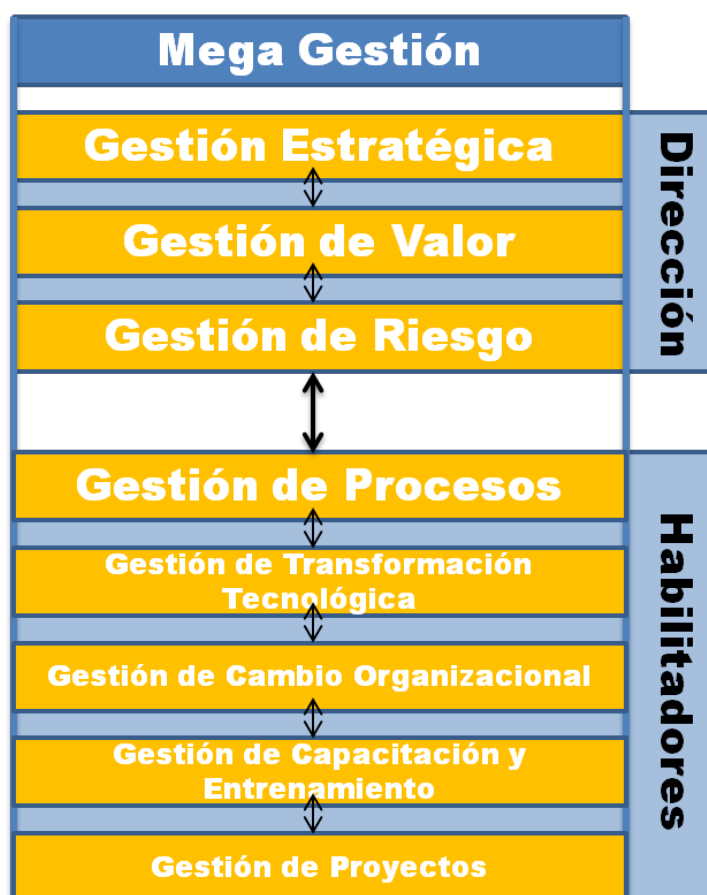 Mega Gestión
Gestión Estratégica
Gestión de Valor
Gestión de Riesgo
Dirección
Gestión de Procesos
Gestión de Transformación
Tecnológica
Gestión de Cambio Organizacional
Gestión de Capacitación y
Entrenamiento
Gestión de Proyectos
Habilitadores